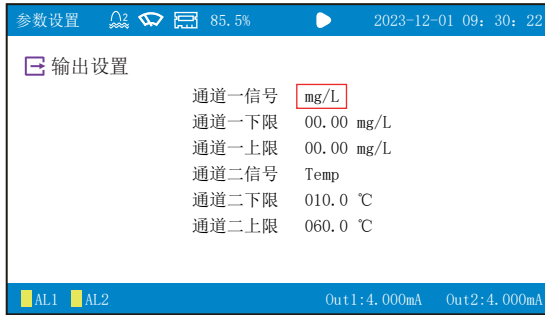 参数设置 2 85.5% 2023-12-01 09: 30: 22
输出设置
通道一信号 mg/L
通道一下限 00.00 mg/L
通道一上限 00.00 mg/L
通道二信号 Temp
通道二下限 010.0 ℃
通道二上限 060.0 ℃
AL1 AL2 Out1:4.000mA Out2:4.000mA